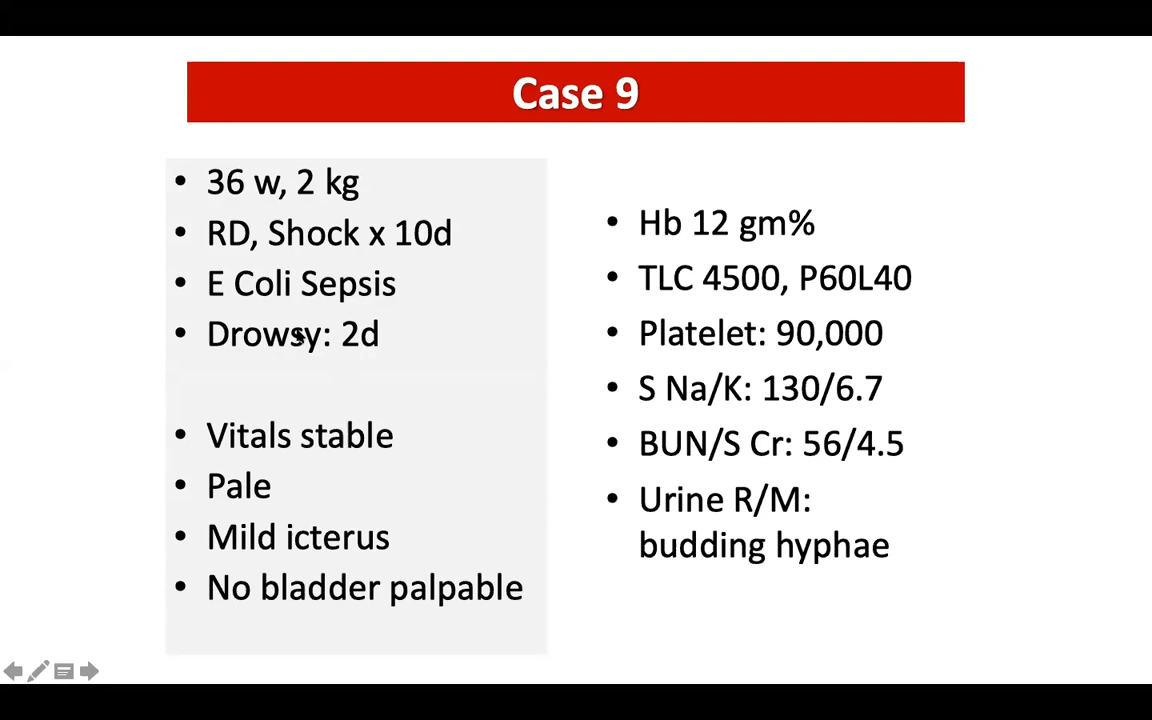 Case 9
• 36 w, 2 kg
• RD, Shock x 10d
• E Coli Sepsis
• Drowsy: 2d
• Vitals stable
• Pale
• Mild icterus
• No bladder palpable
• Hb 12 gm%
• TLC 4500, P60L40
• Platelet: 90,000
• S Na/K: 130/6.7
• BUN/S Cr: 56/4.5
• Urine R/M:
budding hyphae